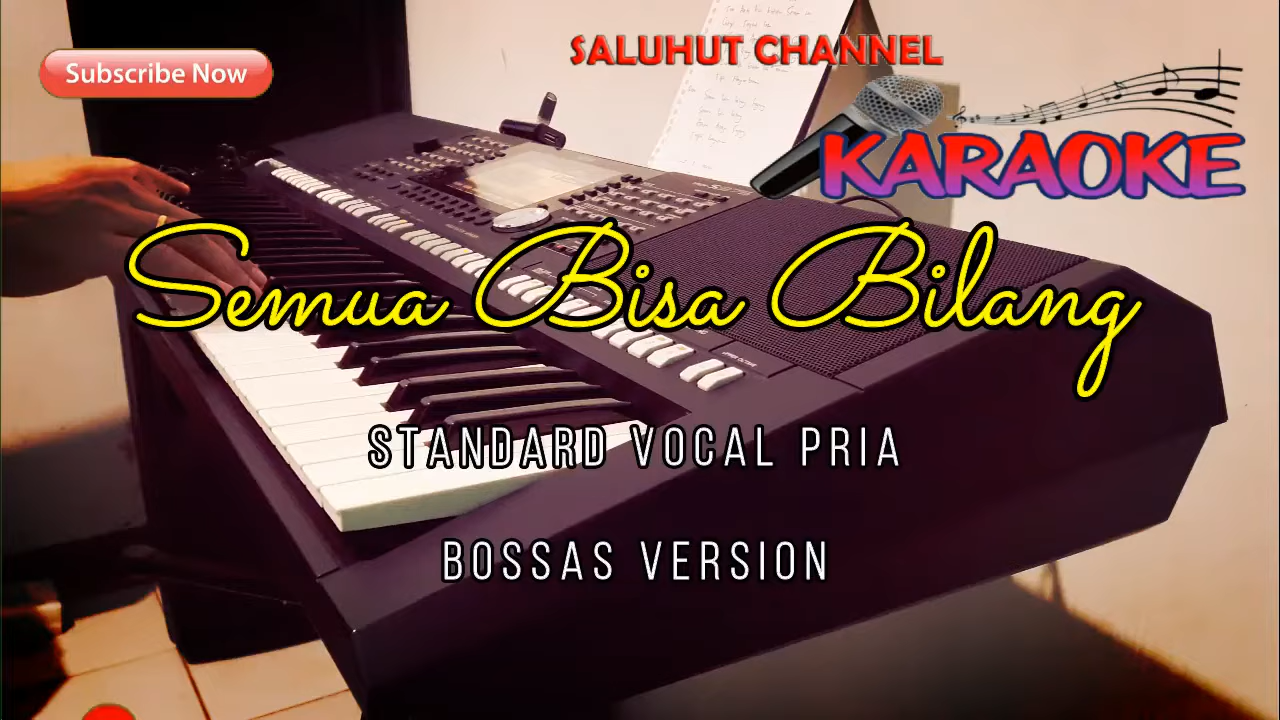 SALUHUT CHANNEL
Subscribe Now
KARAOKE
Semua Bisa Bilang
STANDARD VOCAL PRIA
BOSSAS VERSION